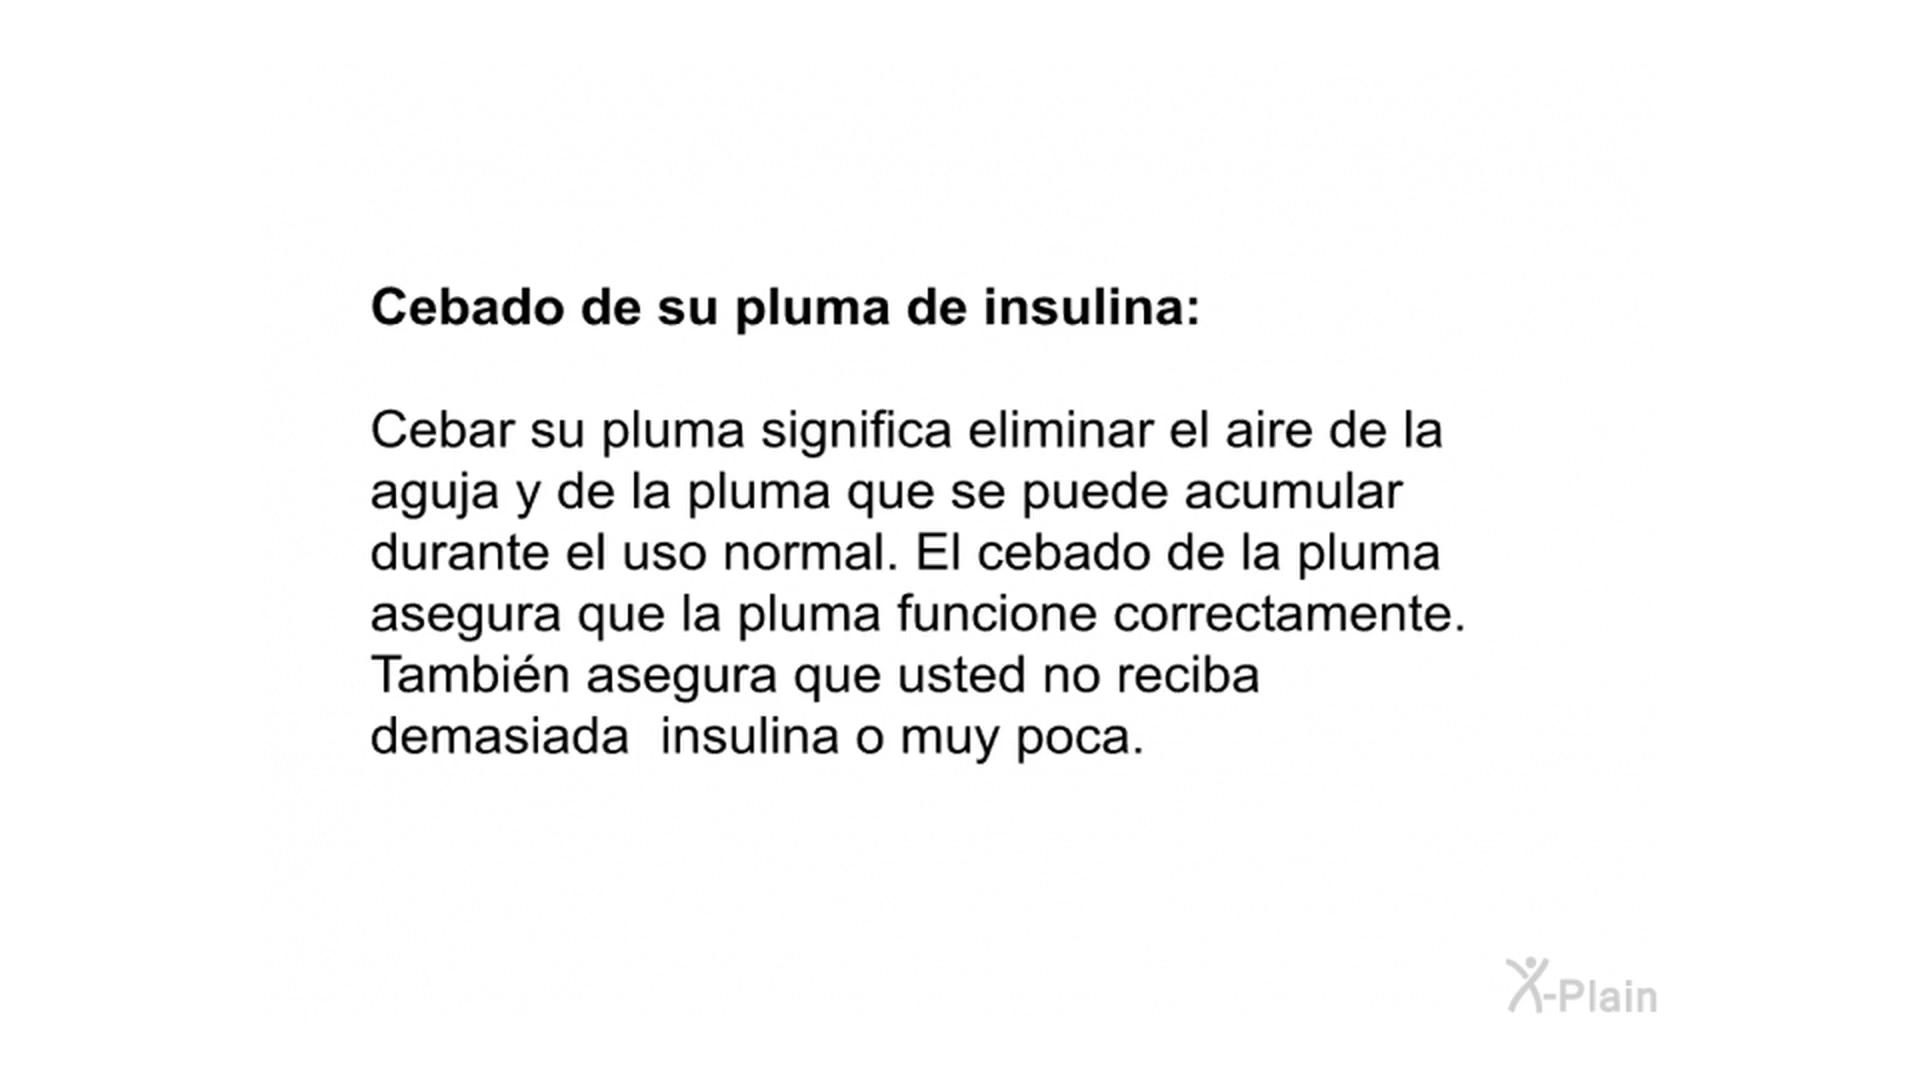 Cebado de su pluma de insulina:
Cebar su pluma significa eliminar el aire de la
aguja y de la pluma que se puede acumular
durante el uso normal. El cebado de la pluma
asegura que la pluma funcione correctamente.
También asegura que usted no reciba
demasiada  insulina o muy poca.
X-Plain